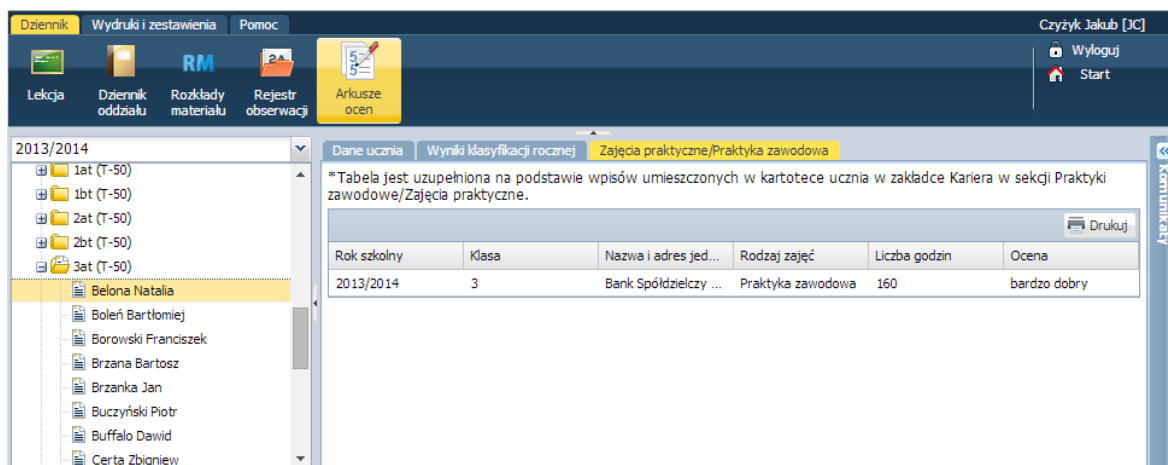 Dziennik Wydruki i zestawienia Pomoc Czyżyk Jakub [JC]
Wyloguj
Start
RM
Lekcja Dziennik oddziału Rozkłady materiału Rejestr obserwacji Arkusze ocen
2013/2014
1at (T-50)
1bt (T-50)
2at (T-50)
2bt (T-50)
3at (T-50)
Belona Natalia
Boleń Bartłomiej
Borowski Franciszek
Brzana Bartosz
Brzanka Jan
Buczyński Piotr
Buffalo Dawid
Certa Zbigniew
Dane ucznia Wyniki klasyfikacji rocznej Zajęcia praktyczne/Praktyka zawodowa
*Tabela jest uzupełniona na podstawie wpisów umieszczonych w kartotece ucznia w zakładce Kariera w sekcji Praktyki
zawodowe/Zajęcia praktyczne.
Drukuj
Rok szkolny Klasa Nazwa i adres jed... Rodzaj zajęć Liczba godzin Ocena
2013/2014 3 Bank Spółdzielczy ... Praktyka zawodowa 160 bardzo dobry
Komunikaty